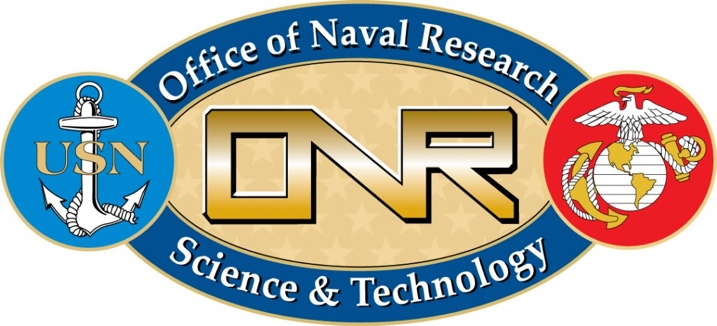 Office of Naval Research
USN
ONR
Science & Technology